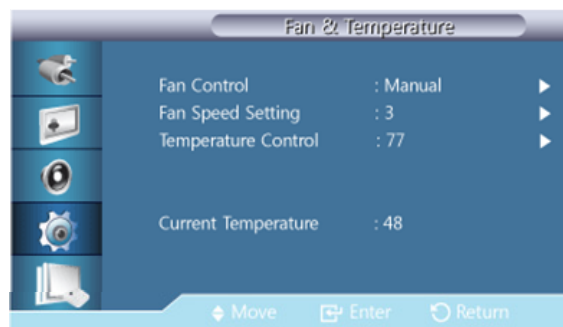 Fan & Temperature
Fan Control : Manual
Fan Speed Setting : 3
Temperature Control : 77
Current Temperature : 48
Move Enter Return